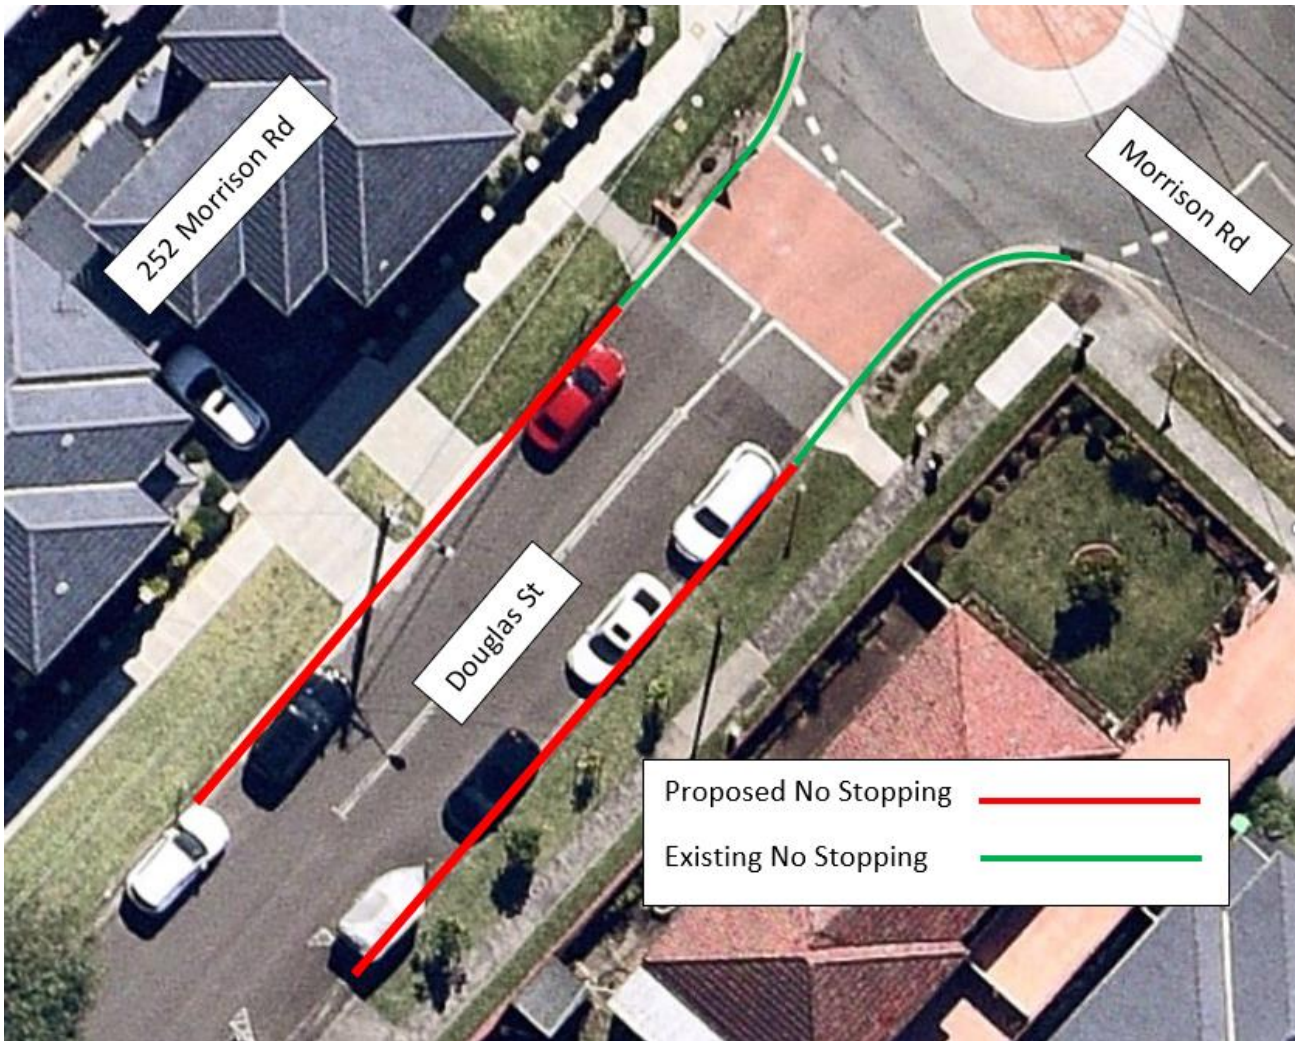 252 Morrison Rd
Morrison Rd
Douglas St
Proposed No Stopping
Existing No Stopping